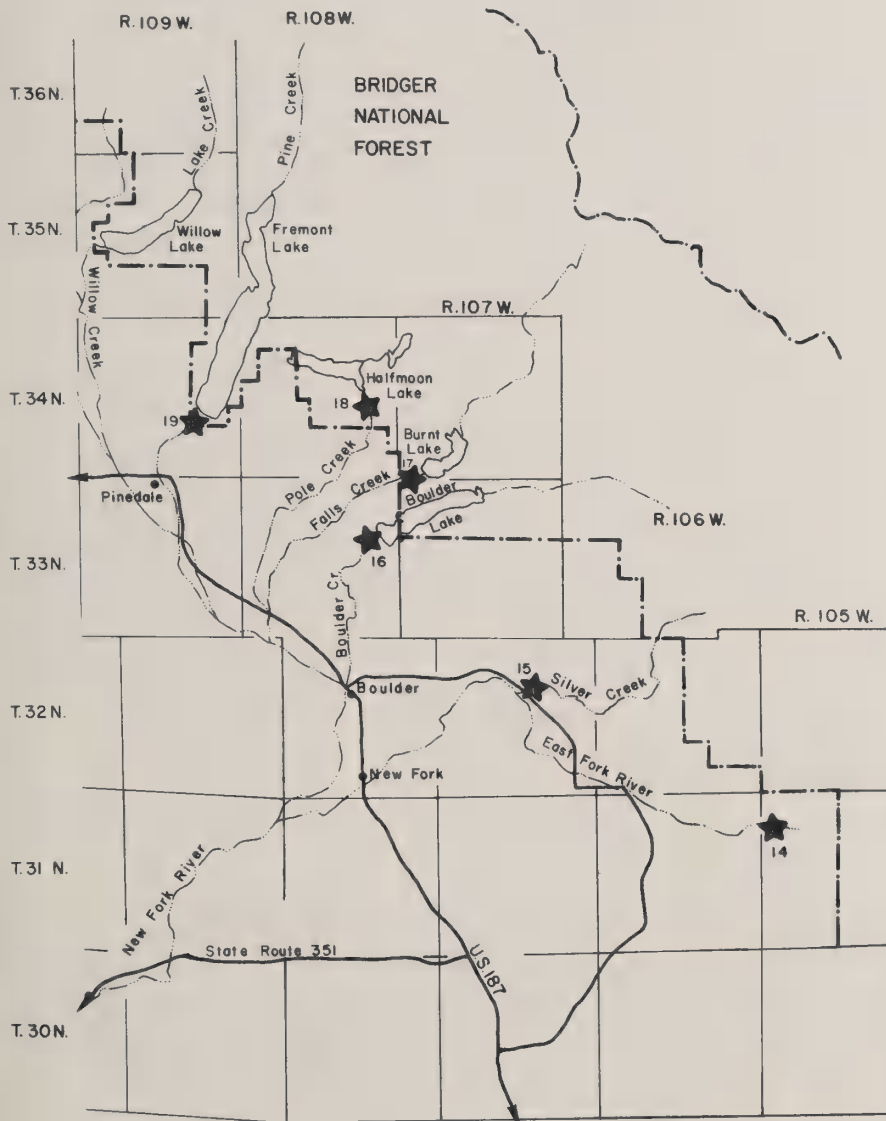 R. 109 W.
R. 108 W.
T. 36 N.
BRIDGER
NATIONAL
FOREST
Lake Creek
Pine Creek
T. 35 N.
Willow
Lake
Fremont
Lake
Willow Creek
R. 107 W.
T. 34 N.
Halfmoon
Lake
18
19
Burnt
Lake
17
Pole Creek
Falls Creek
Boulder
Lake
Pinedale
R. 106 W.
16
T. 33 N.
Boulder Cr.
R. 105 W.
15
Silver Creek
Boulder
T. 32 N.
East Fork River
New Fork
14
T. 31 N.
New Fork River
State Route 351
U.S. 187
T. 30 N.